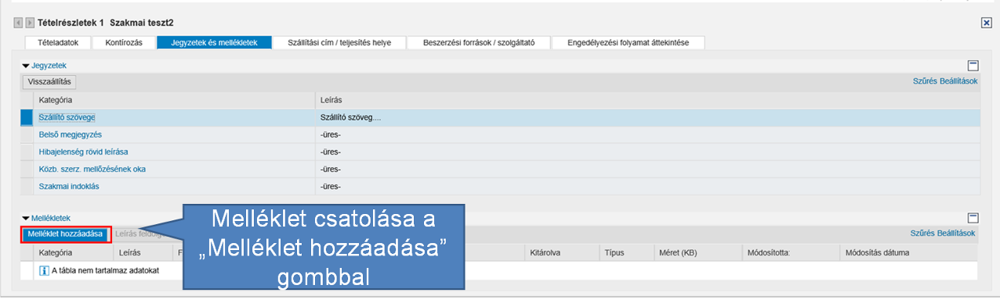 Tételrészletek 1 Szakmai teszt2
Tételadatok Kontírozás Jegyzetek és mellékletek Szállítási cím / teljesítés helye Beszerzési források / szolgáltató Engedélyezési folyamat áttekintése
Jegyzetek
Visszaállítás Szűrés Beállítások
Kategória Leírás
Szállító szövege Szállító szöveg....
Belső megjegyzés -üres-
Hibajelenség rövid leírása -üres-
Közb. szerz. mellőzésének oka -üres-
Szakmai indoklás -üres-
Mellékletek
Melléklet hozzáadása Leírás Szűrés Beállítások
Kategória Leírás Kitárolva Típus Méret (KB) Módosította: Módosítás dátuma
A tábla nem tartalmaz adatokat
Melléklet csatolása a
„Melléklet hozzáadása”
gombbal